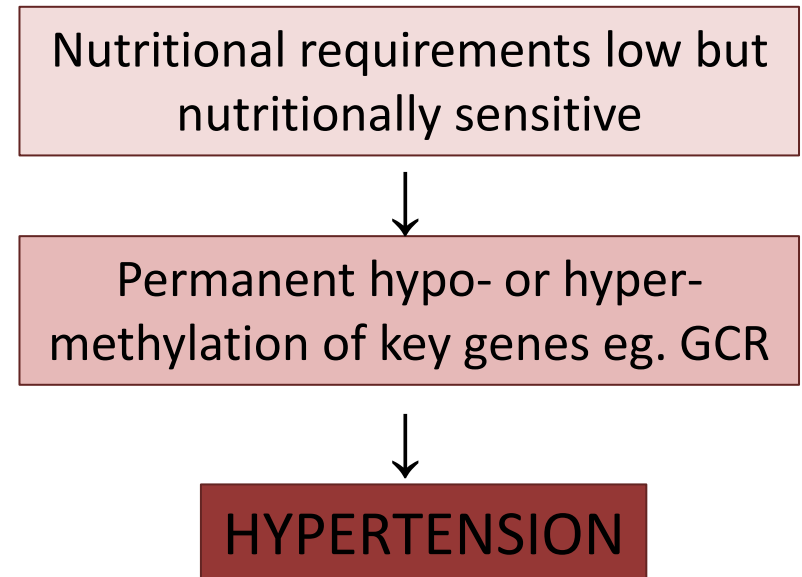 Nutritional requirements low but
nutritionally sensitive
↓
Permanent hypo- or hyper-
methylation of key genes eg. GCR
↓
HYPERTENSION